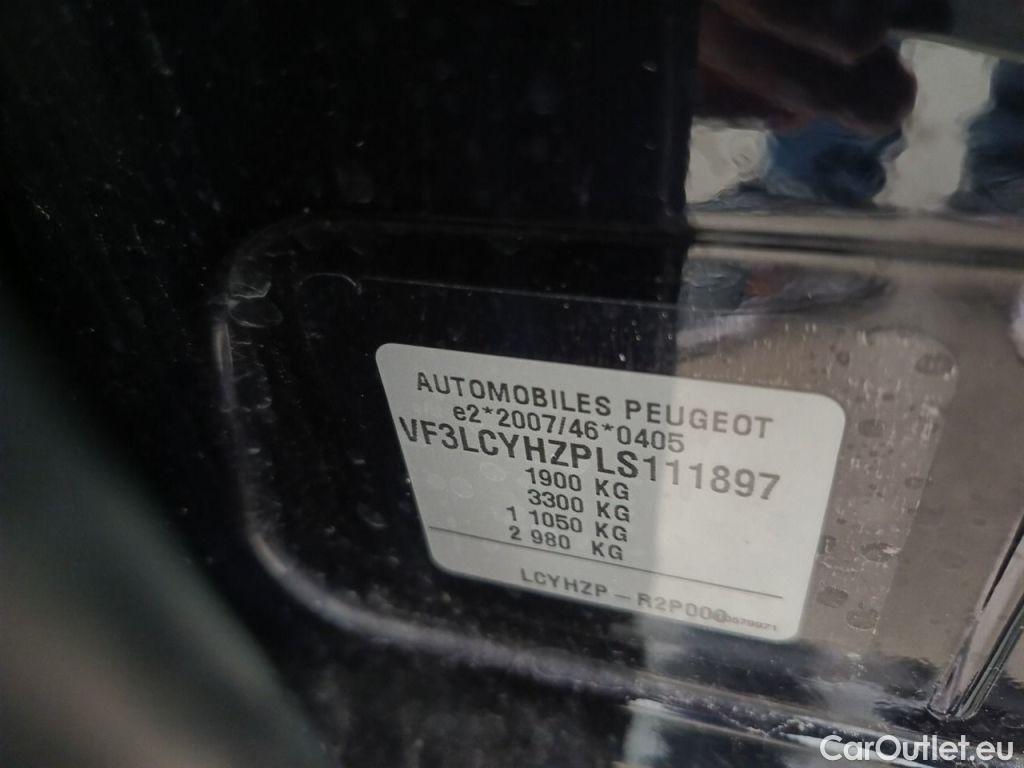 AUTOMOBILES PEUGEOT
e2*2007/46*0405
VF3LCYHZPLS111897
1900 KG
3300 KG
1 1050 KG
2 980 KG
LCYHZP - R2P00
CarOutlet.eu